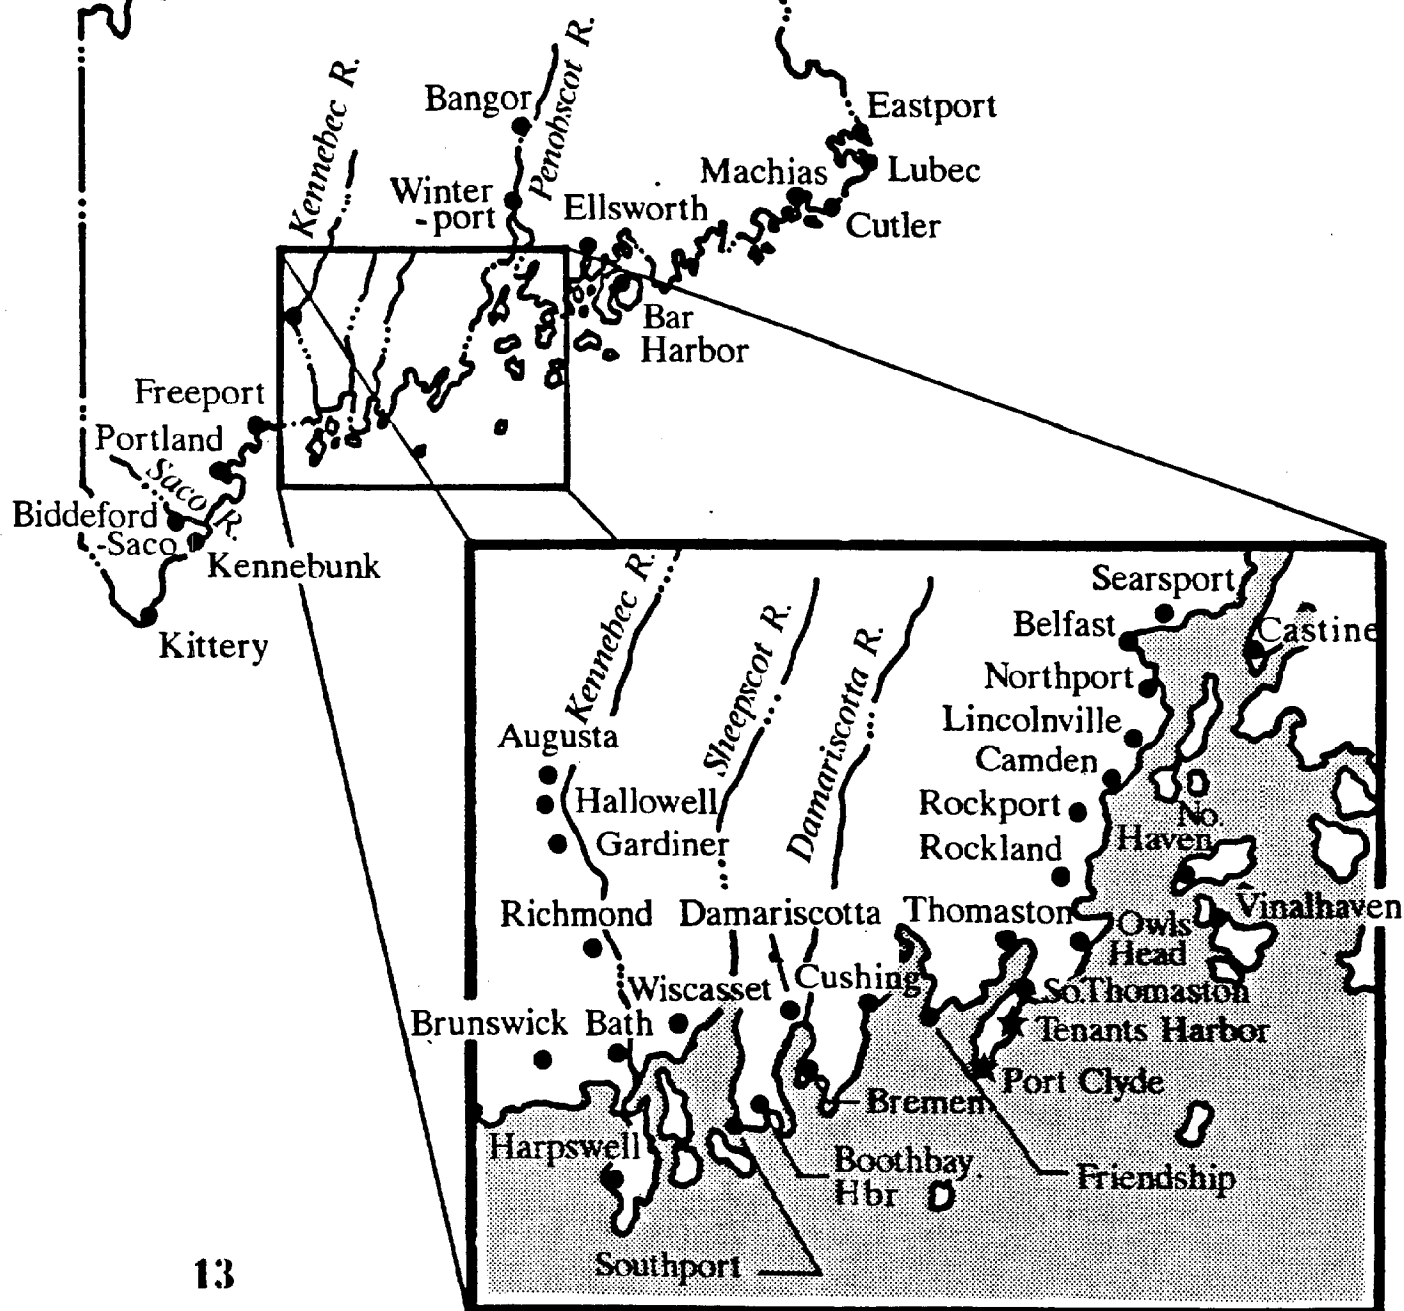 Kennebec R.
Bangor
Penobscot R.
Eastport
Machias
Lubec
Winter
-port
Ellsworth
Cutler
Bar
Harbor
Freeport
Portland
Saco R.
Biddeford
-Saco
Kennebunk
Kittery
Kennebec R.
Searsport
Sheepscot R.
Belfast
Castine
Damariscotta R.
Northport
Lincolnville
Augusta
Camden
Hallowell
Rockport
No.
Haven
Gardiner
Rockland
Richmond
Damariscotta
Thomaston
Vinalhaven
Owls
Head
Wiscasset
Cushing
So.Thomaston
Brunswick
Bath
Tenants Harbor
Port Clyde
Bremen
Harpswell
Boothbay
Hbr
Friendship
Southport
13